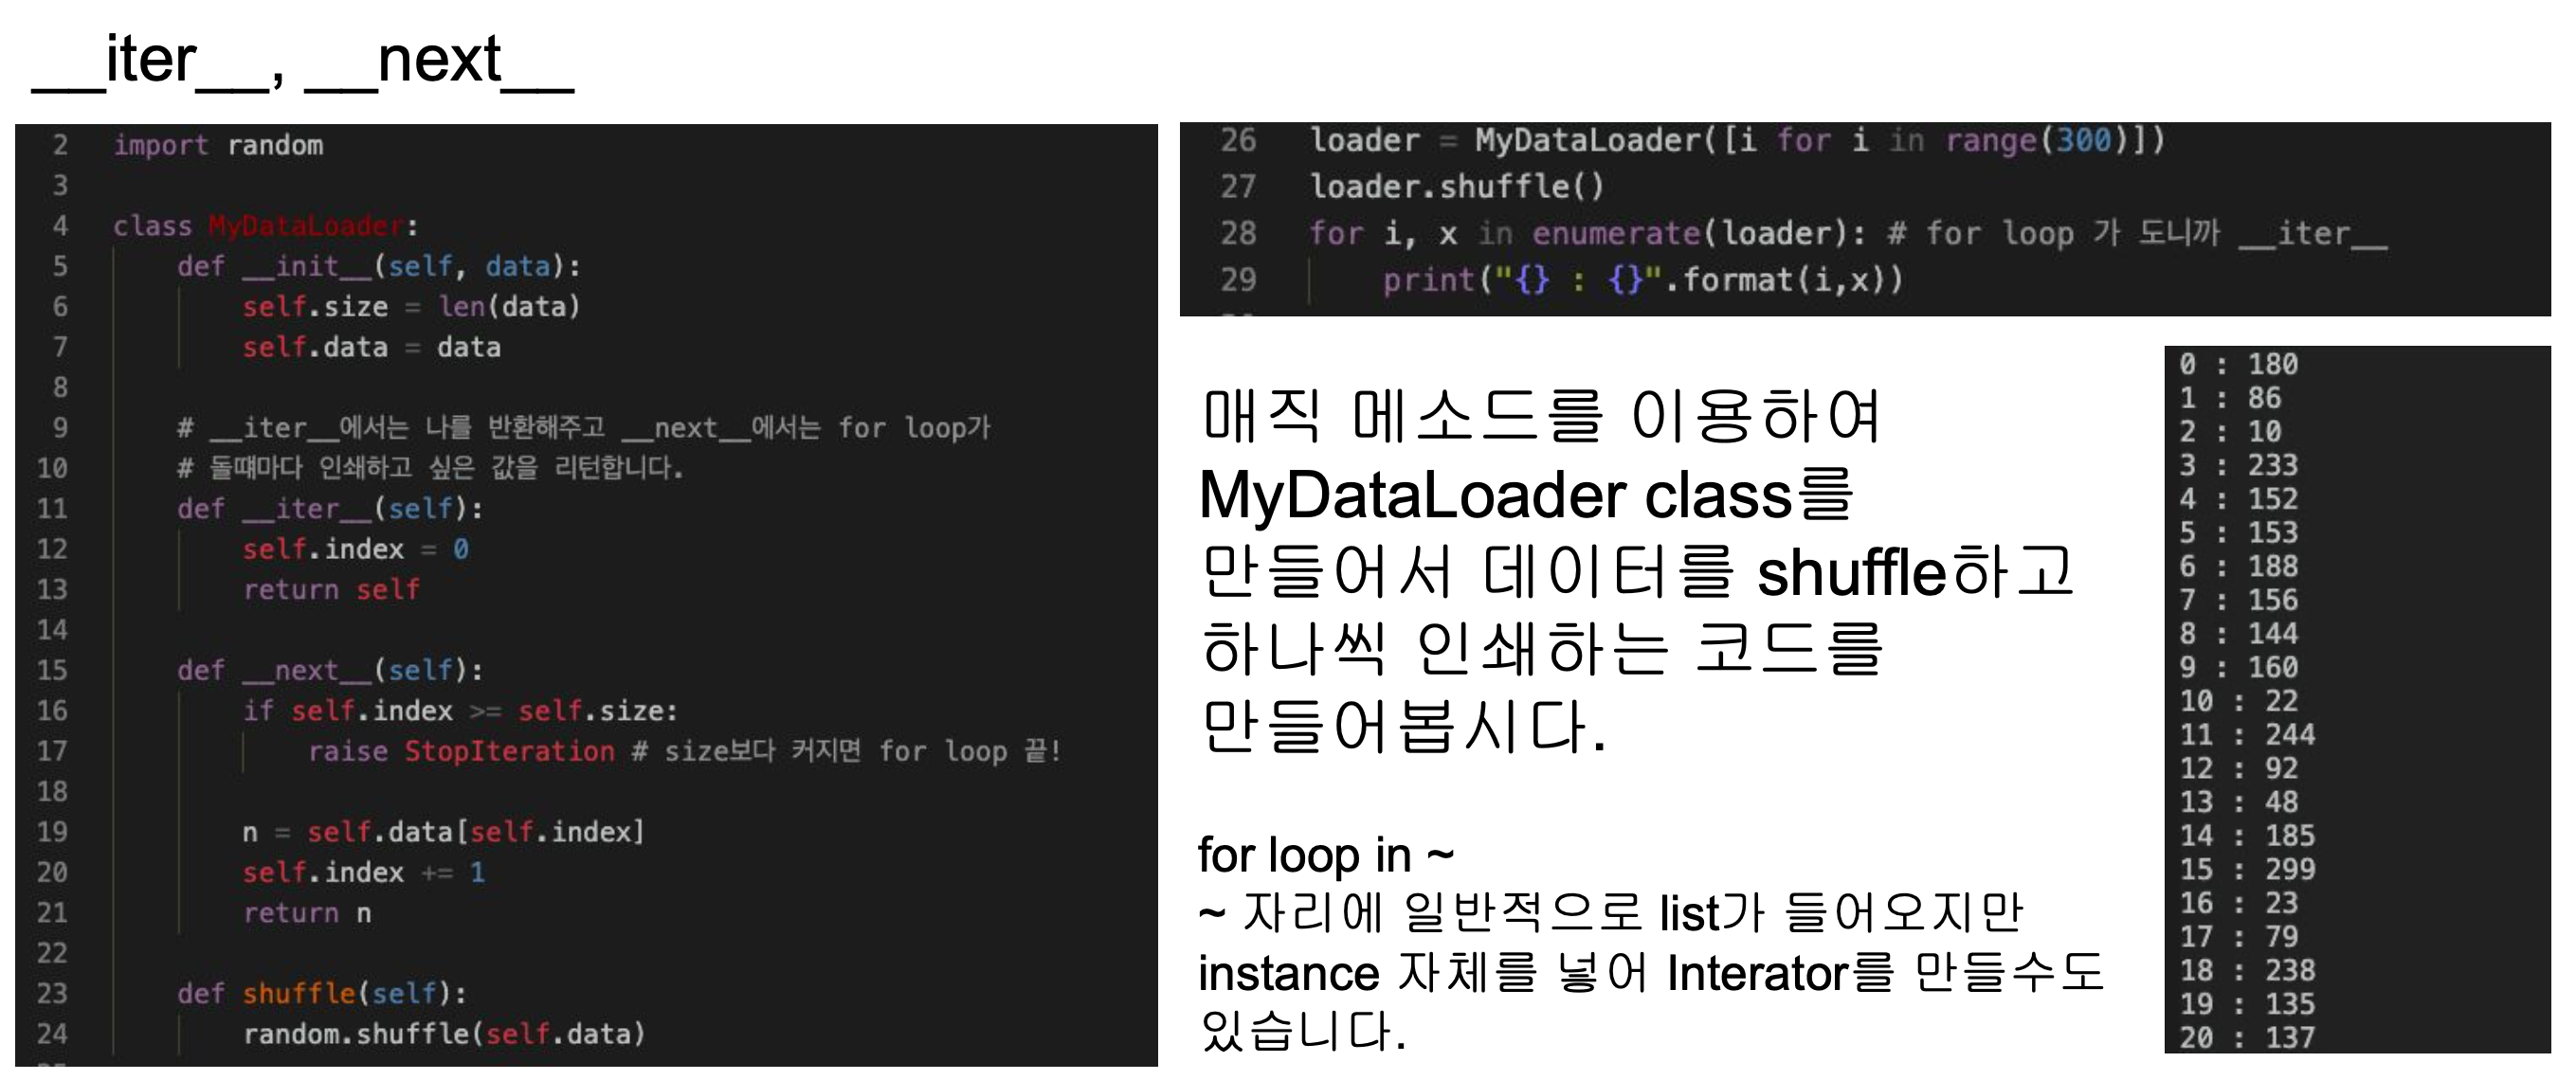 __iter__, __next__
2 import random
3
4 class MyDataLoader:
5 def __init__(self, data):
6 self.size = len(data)
7 self.data = data
8
9 # __iter__에서는 나를 반환해주고 __next__에서는 for loop가
10 # 돌떄마다 인쇄하고 싶은 값을 리턴합니다.
11 def __iter__(self):
12 self.index = 0
13 return self
14
15 def __next__(self):
16 if self.index >= self.size:
17 raise StopIteration # size보다 커지면 for loop 끝!
18
19 n = self.data[self.index]
20 self.index += 1
21 return n
22
23 def shuffle(self):
24 random.shuffle(self.data)
26 loader = MyDataLoader([i for i in range(300)])
27 loader.shuffle()
28 for i, x in enumerate(loader): # for loop 가 도니까 __iter__
29 print("{} : {}".format(i,x))
매직 메소드를 이용하여
MyDataLoader class를
만들어서 데이터를 shuffle하고
하나씩 인쇄하는 코드를
만들어봅시다.
for loop in ~
~ 자리에 일반적으로 list가 들어오지만
instance 자체를 넣어 Interator를 만들수도
있습니다.
0 : 180
1 : 86
2 : 10
3 : 233
4 : 152
5 : 153
6 : 188
7 : 156
8 : 144
9 : 160
10 : 22
11 : 244
12 : 92
13 : 48
14 : 185
15 : 299
16 : 23
17 : 79
18 : 238
19 : 135
20 : 137